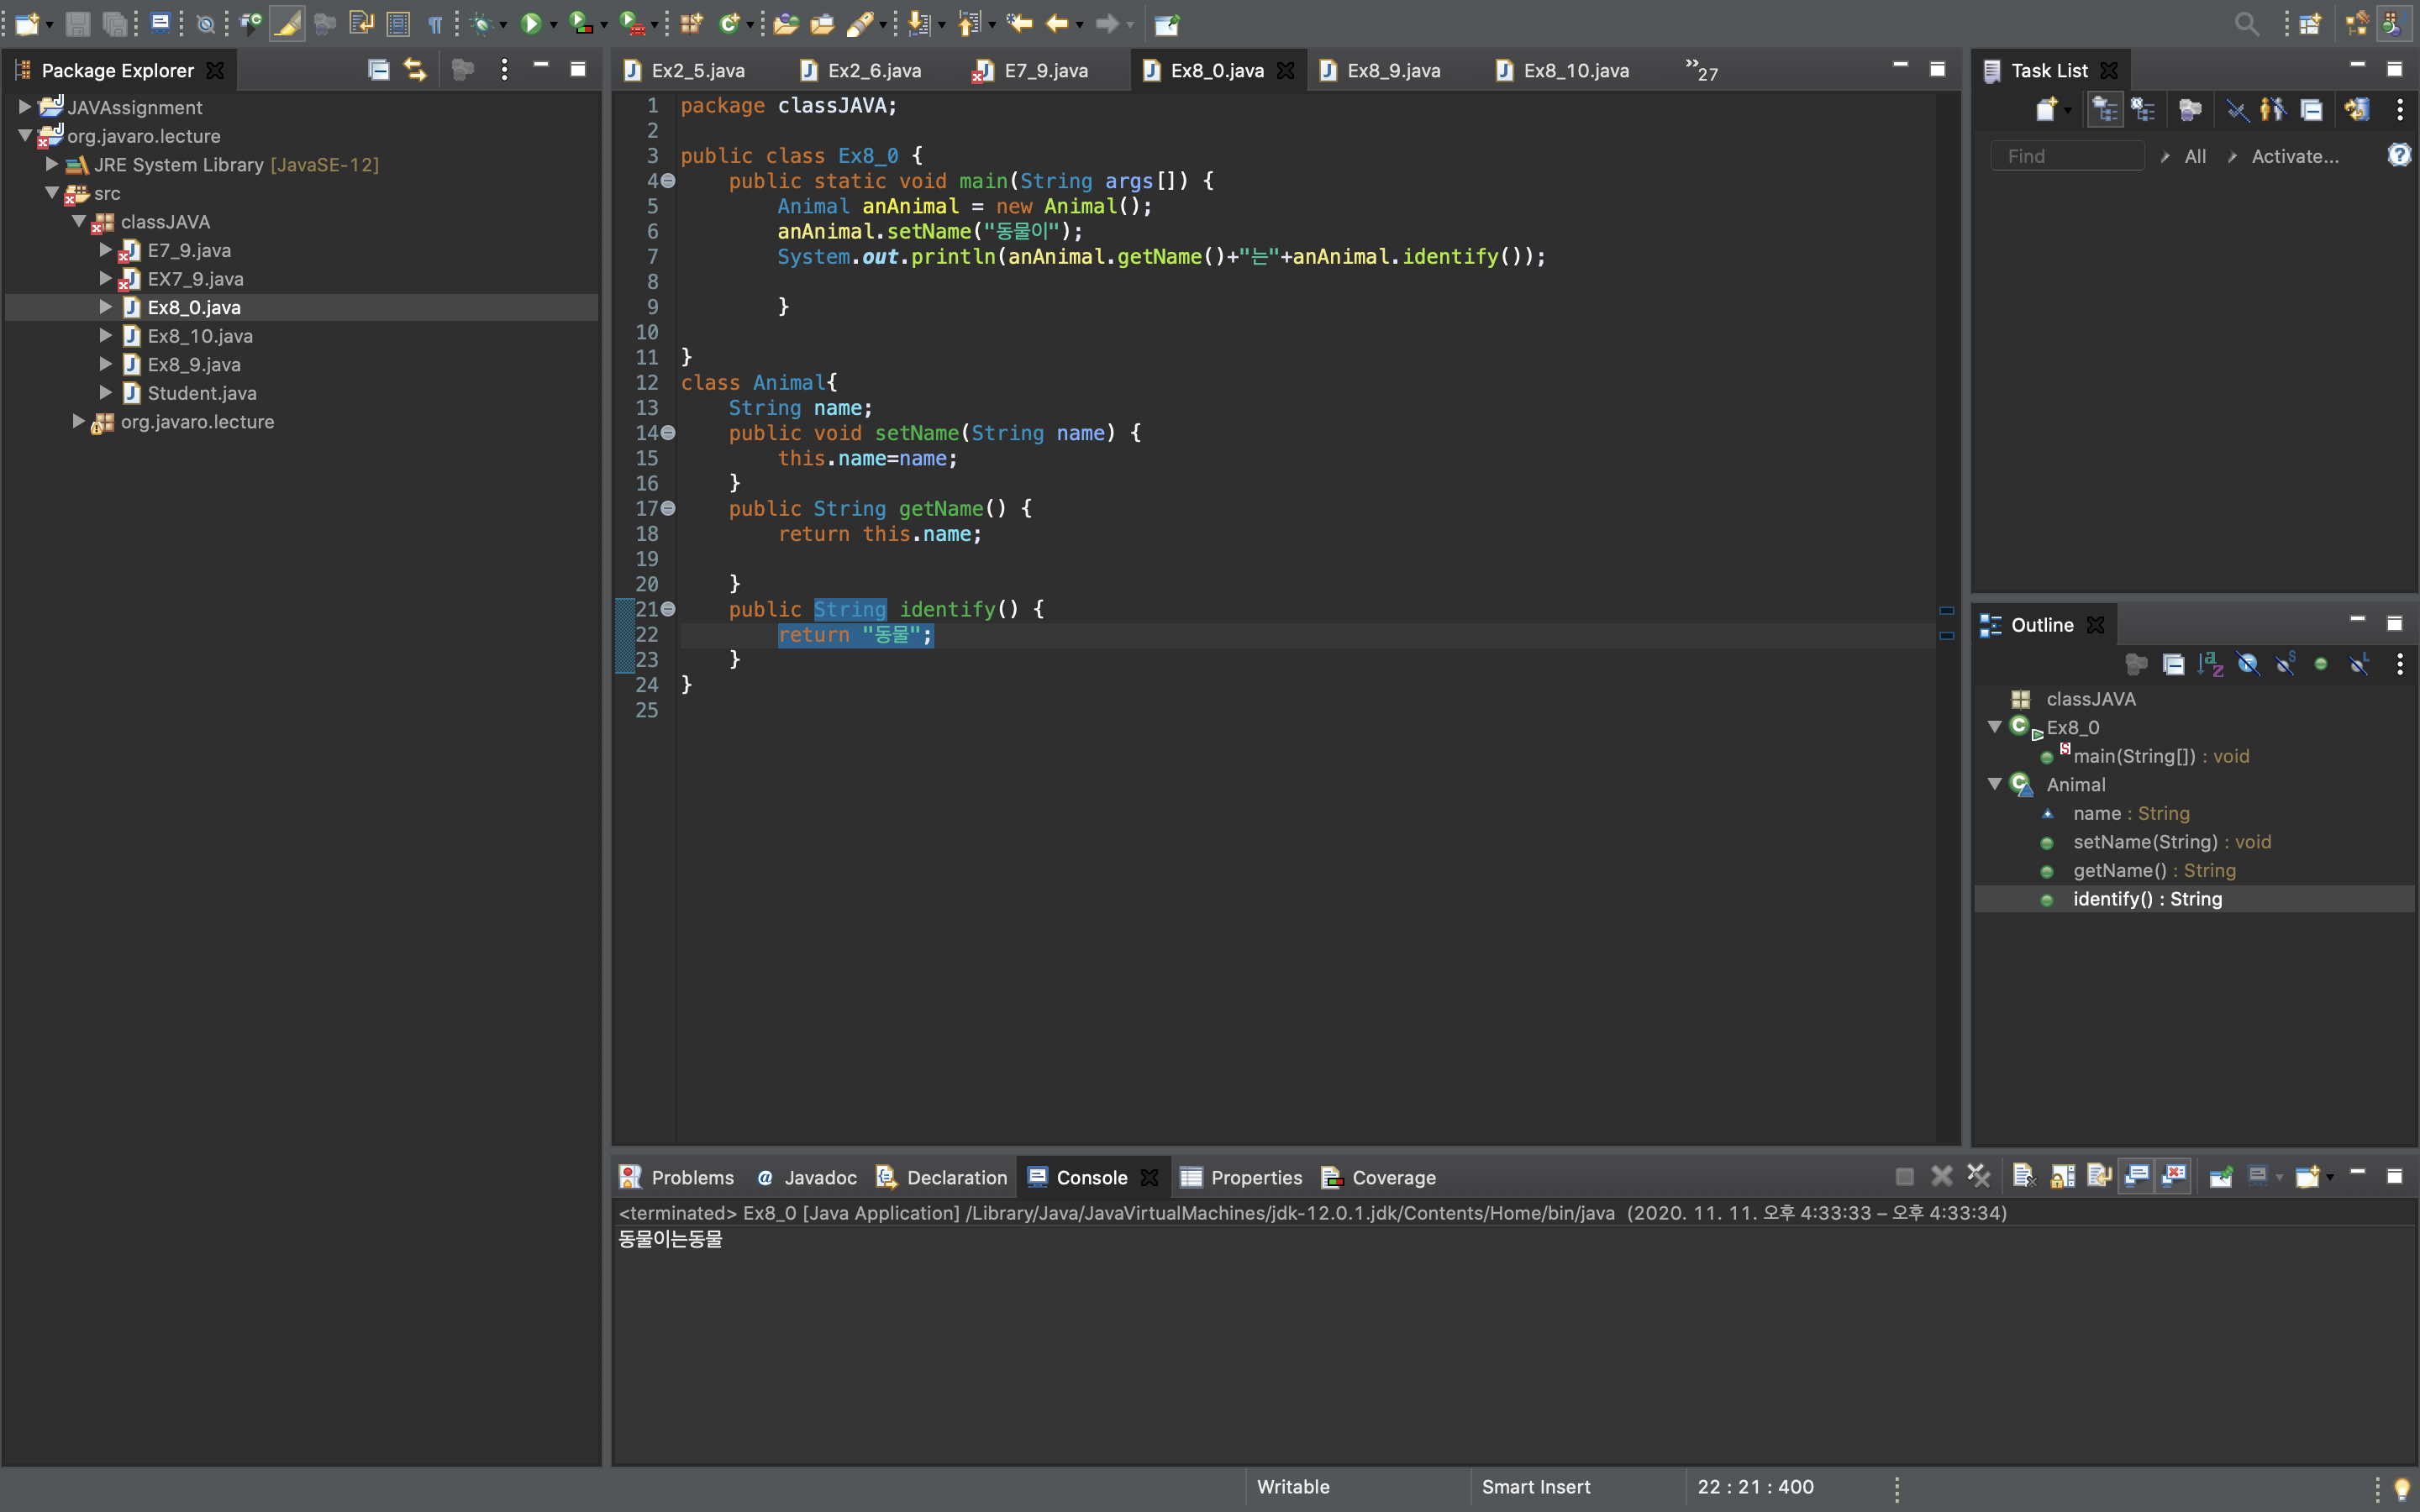 Package Explorer
JAVAssignment
org.javaro.lecture
JRE System Library [JavaSE-12]
src
classJAVA
E7_9.java
EX7_9.java
Ex8_0.java
Ex8_10.java
Ex8_9.java
Student.java
org.javaro.lecture
Ex2_5.java Ex2_6.java E7_9.java Ex8_0.java Ex8_9.java Ex8_10.java »27
1 package classJAVA;
2
3 public class Ex8_0 {
4 public static void main(String args[]) {
5 Animal anAnimal = new Animal();
6 anAnimal.setName("동물이");
7 System.out.println(anAnimal.getName()+"는"+anAnimal.identify());
8
9 }
10
11 }
12 class Animal{
13 String name;
14 public void setName(String name) {
15 this.name=name;
16 }
17 public String getName() {
18 return this.name;
19
20 }
21 public String identify() {
22 return "동물";
23 }
24 }
25
Task List
Find All Activate...
Outline
classJAVA
Ex8_0
main(String[]) : void
Animal
name : String
setName(String) : void
getName() : String
identify() : String
Problems Javadoc Declaration Console Properties Coverage
<terminated> Ex8_0 [Java Application] /Library/Java/JavaVirtualMachines/jdk-12.0.1.jdk/Contents/Home/bin/java (2020. 11. 11. 오후 4:33:33 – 오후 4:33:34)
동물이는동물
Writable Smart Insert 22 : 21 : 400